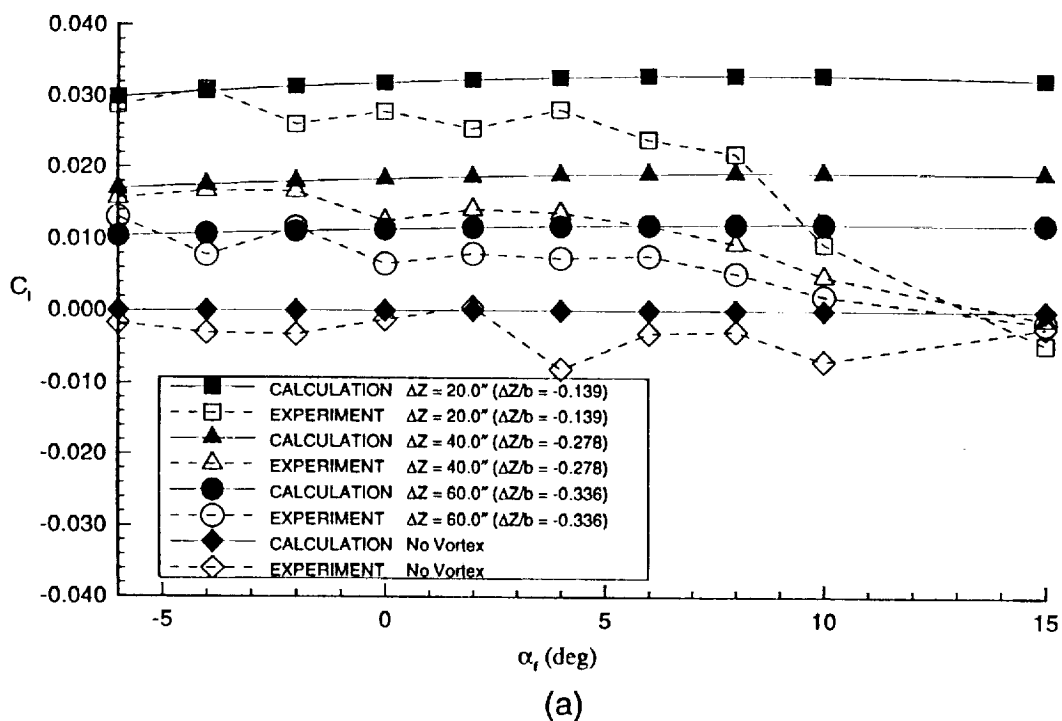 0.040
0.030
0.020
0.010
C_l
0.000
-0.010
-0.020
-0.030
-0.040
CALCULATION ΔZ = 20.0" (ΔZ/b = -0.139)
EXPERIMENT ΔZ = 20.0" (ΔZ/b = -0.139)
CALCULATION ΔZ = 40.0" (ΔZ/b = -0.278)
EXPERIMENT ΔZ = 40.0" (ΔZ/b = -0.278)
CALCULATION ΔZ = 60.0" (ΔZ/b = -0.336)
EXPERIMENT ΔZ = 60.0" (ΔZ/b = -0.336)
CALCULATION No Vortex
EXPERIMENT No Vortex
-5 0 5 10 15
α_f (deg)
(a)